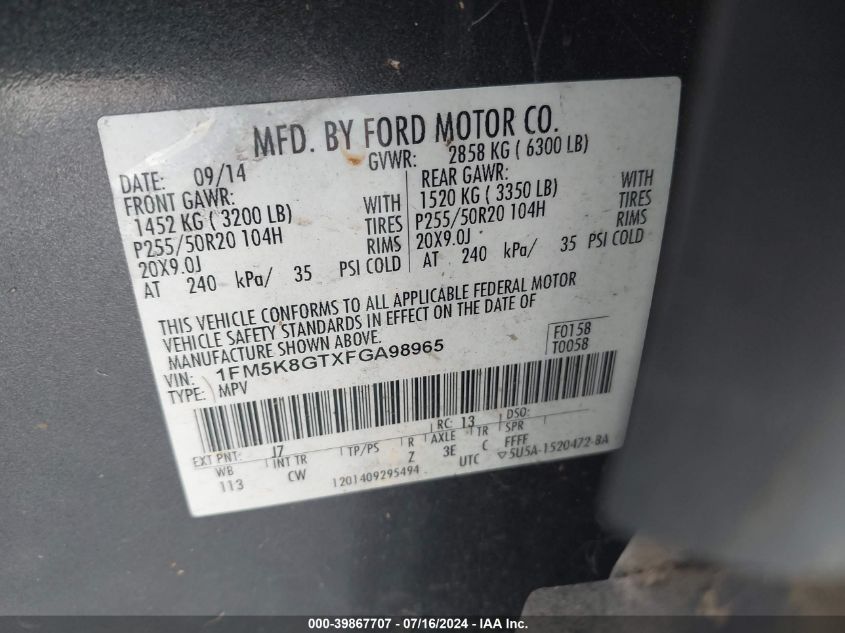 MFD. BY FORD MOTOR CO.
DATE: 09/14 GVWR: 2858 KG ( 6300 LB)
FRONT GAWR: REAR GAWR:
1452 KG ( 3200 LB) WITH 1520 KG ( 3350 LB) WITH
P255/50R20 104H TIRES P255/50R20 104H TIRES
20X9.0J RIMS 20X9.0J RIMS
AT 240 kPa/ 35 PSI COLD AT 240 kPa/ 35 PSI COLD
THIS VEHICLE CONFORMS TO ALL APPLICABLE FEDERAL MOTOR
VEHICLE SAFETY STANDARDS IN EFFECT ON THE DATE OF
MANUFACTURE SHOWN ABOVE. F0158
VIN: 1FM5K8GTXFGA98965 T0058
TYPE: MPV
EXT PNT: J7 RC: 13 DSO:
WB INT TR TP/PS R AXLE TR SPR
113 CW Z 3E C FFFF
1201409295494 UTC ▽5U5A-1520472-BA
000-39867707 - 07/16/2024 - © IAA, Inc.